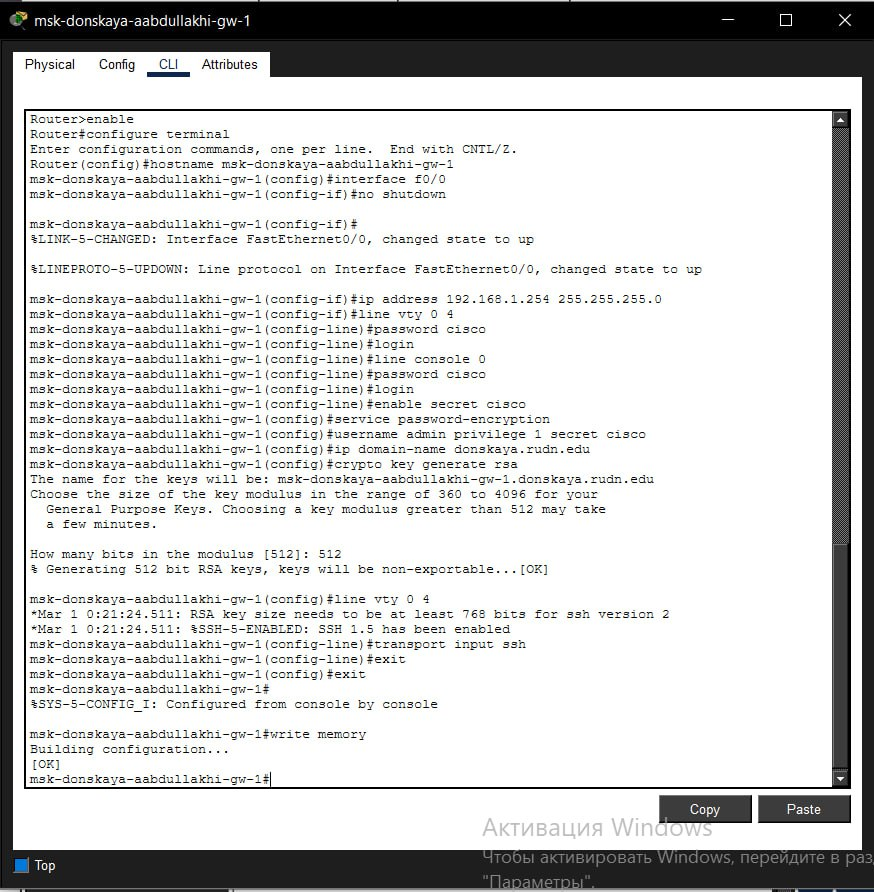 msk-donskaya-aabdullakhi-gw-1
Physical Config CLI Attributes
Router>enable
Router#configure terminal
Enter configuration commands, one per line.  End with CNTL/Z.
Router(config)#hostname msk-donskaya-aabdullakhi-gw-1
msk-donskaya-aabdullakhi-gw-1(config)#interface f0/0
msk-donskaya-aabdullakhi-gw-1(config-if)#no shutdown
msk-donskaya-aabdullakhi-gw-1(config-if)#
%LINK-5-CHANGED: Interface FastEthernet0/0, changed state to up
%LINEPROTO-5-UPDOWN: Line protocol on Interface FastEthernet0/0, changed state to up
msk-donskaya-aabdullakhi-gw-1(config-if)#ip address 192.168.1.254 255.255.255.0
msk-donskaya-aabdullakhi-gw-1(config-if)#line vty 0 4
msk-donskaya-aabdullakhi-gw-1(config-line)#password cisco
msk-donskaya-aabdullakhi-gw-1(config-line)#login
msk-donskaya-aabdullakhi-gw-1(config-line)#line console 0
msk-donskaya-aabdullakhi-gw-1(config-line)#password cisco
msk-donskaya-aabdullakhi-gw-1(config-line)#login
msk-donskaya-aabdullakhi-gw-1(config-line)#enable secret cisco
msk-donskaya-aabdullakhi-gw-1(config)#service password-encryption
msk-donskaya-aabdullakhi-gw-1(config)#username admin privilege 1 secret cisco
msk-donskaya-aabdullakhi-gw-1(config)#ip domain-name donskaya.rudn.edu
msk-donskaya-aabdullakhi-gw-1(config)#crypto key generate rsa
The name for the keys will be: msk-donskaya-aabdullakhi-gw-1.donskaya.rudn.edu
Choose the size of the key modulus in the range of 360 to 4096 for your
General Purpose Keys. Choosing a key modulus greater than 512 may take
a few minutes.
How many bits in the modulus [512]: 512
% Generating 512 bit RSA keys, keys will be non-exportable...[OK]
msk-donskaya-aabdullakhi-gw-1(config)#line vty 0 4
*Mar 1 0:21:24.511: RSA key size needs to be at least 768 bits for ssh version 2
*Mar 1 0:21:24.511: %SSH-5-ENABLED: SSH 1.5 has been enabled
msk-donskaya-aabdullakhi-gw-1(config-line)#transport input ssh
msk-donskaya-aabdullakhi-gw-1(config-line)#exit
msk-donskaya-aabdullakhi-gw-1(config)#exit
msk-donskaya-aabdullakhi-gw-1#
%SYS-5-CONFIG_I: Configured from console by console
msk-donskaya-aabdullakhi-gw-1#write memory
Building configuration...
[OK]
msk-donskaya-aabdullakhi-gw-1#
Copy Paste
Активация Windows
Чтобы активировать Windows, перейдите в раз
"Параметры".
Top